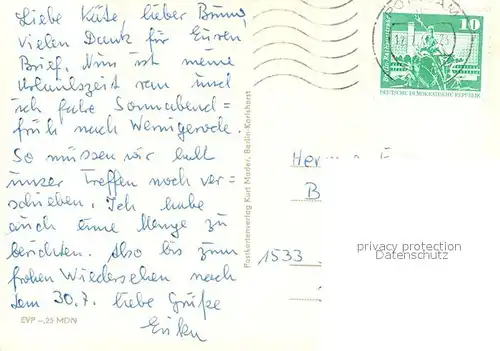 Liebe Käte, lieber Bruno,
vielen Dank für Euren
Brief. Nun ist meine
Urlaubszeit ran und
ich fahre Sonnabend=
früh nach Wernigerode.
So müssen wir halt
unser Treffen noch ver=
schieben. Ich habe
auch eine Menge zu
berichten. Also bis zum
frohen Wiedersehen nach
dem 30.7. liebe Grüße
EVP -,25 MDN
Postkartenverlag Kurt Mader, Berlin-Karlshorst
10
DEUTSCHE DEMOKRATISCHE REPUBLIK
B
1533
privacy protection
Datenschutz